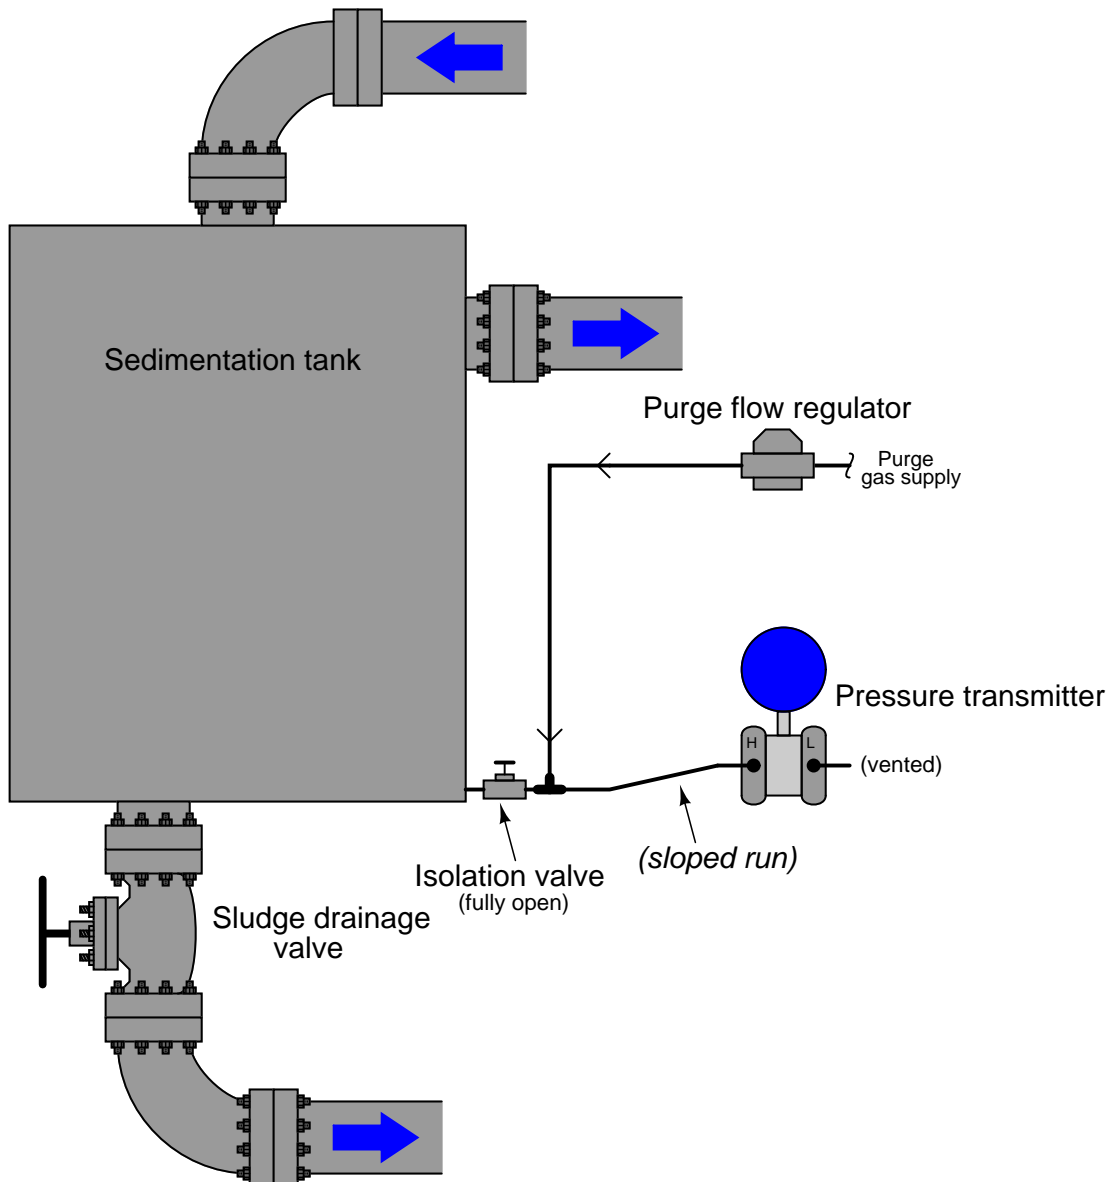 Sedimentation tank
Purge flow regulator
Purge
gas supply
Pressure transmitter
H
L
(vented)
(sloped run)
Isolation valve
(fully open)
Sludge drainage
valve